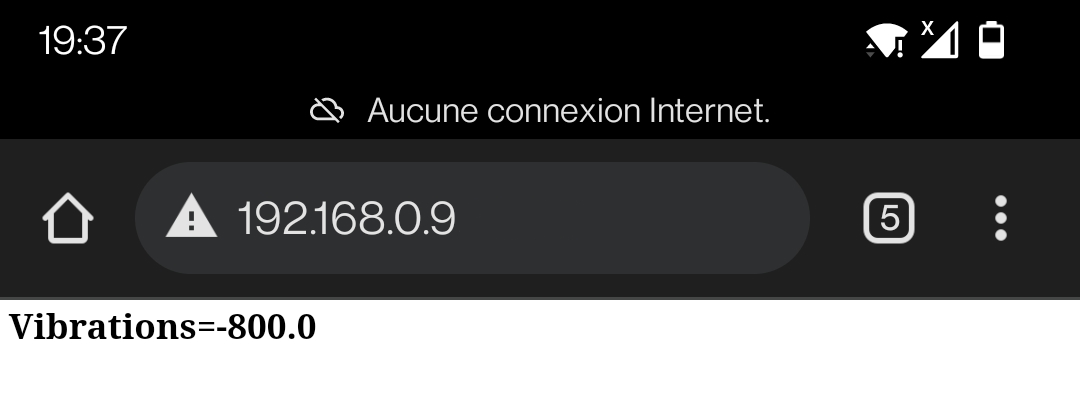 19:37
X
Aucune connexion Internet.
192.168.0.9
5
Vibrations=-800.0